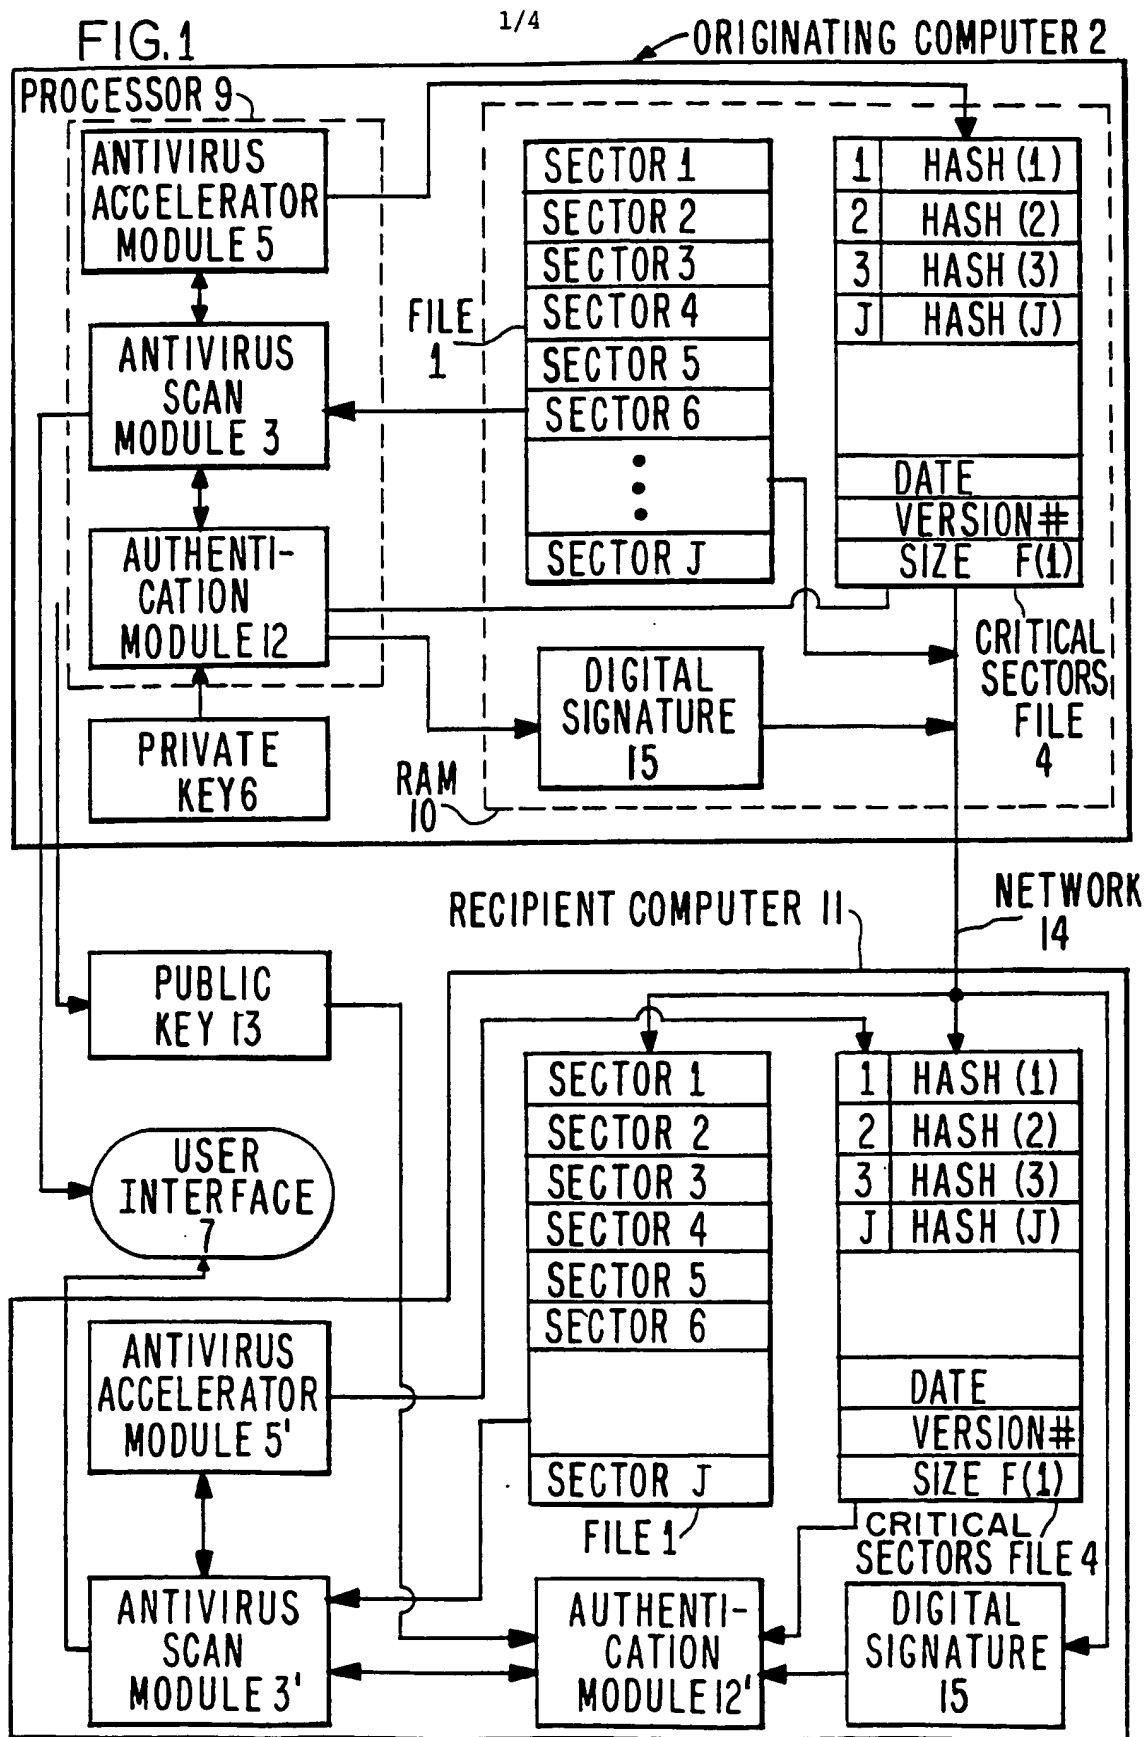 1/4
FIG.1
ORIGINATING COMPUTER 2
PROCESSOR 9
ANTIVIRUS
ACCELERATOR
MODULE 5
ANTIVIRUS
SCAN
MODULE 3
AUTHENTI-
CATION
MODULE 12
PRIVATE
KEY6
FILE
1
SECTOR 1
SECTOR 2
SECTOR 3
SECTOR 4
SECTOR 5
SECTOR 6
SECTOR J
1 HASH (1)
2 HASH (2)
3 HASH (3)
J HASH (J)
DATE
VERSION#
SIZE F(1)
CRITICAL
SECTORS
FILE
4
DIGITAL
SIGNATURE
15
RAM
10
NETWORK
14
RECIPIENT COMPUTER 11
PUBLIC
KEY 13
USER
INTERFACE
7
ANTIVIRUS
ACCELERATOR
MODULE 5'
ANTIVIRUS
SCAN
MODULE 3'
SECTOR 1
SECTOR 2
SECTOR 3
SECTOR 4
SECTOR 5
SECTOR 6
SECTOR J
FILE 1
1 HASH (1)
2 HASH (2)
3 HASH (3)
J HASH (J)
DATE
VERSION#
SIZE F(1)
CRITICAL
SECTORS FILE 4
AUTHENTI-
CATION
MODULE 12'
DIGITAL
SIGNATURE
15